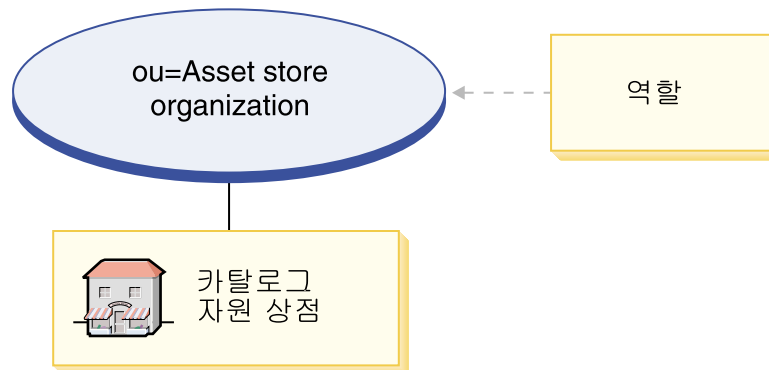 ou=Asset store
organization
역할
카탈로그
자원 상점